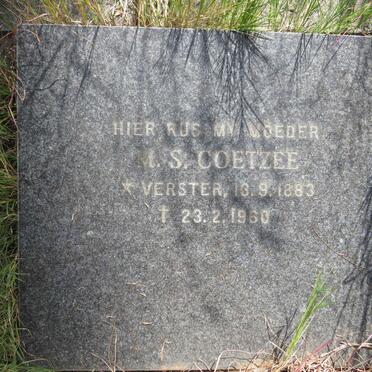 HIER RUS MY MOEDER
M. S. COETZEE
* VERSTER, 13.9.1883
† 23.2.1960